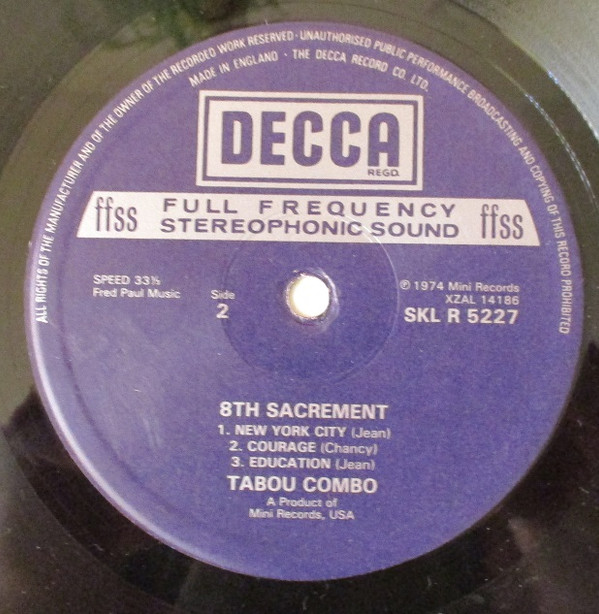 ALL RIGHTS OF THE MANUFACTURER AND OF THE OWNER OF THE RECORDED WORK RESERVED · UNAUTHORISED PUBLIC PERFORMANCE BROADCASTING AND COPYING OF THIS RECORD PROHIBITED
MADE IN ENGLAND · THE DECCA RECORD CO. LTD.
DECCA
REGD.
ffss FULL FREQUENCY STEREOPHONIC SOUND ffss
SPEED 33⅓
Fred Paul Music
Side
2
℗ 1974 Mini Records
XZAL 14186
SKL R 5227
8TH SACREMENT
1. NEW YORK CITY (Jean)
2. COURAGE (Chancy)
3. EDUCATION (Jean)
TABOU COMBO
A Product of
Mini Records, USA